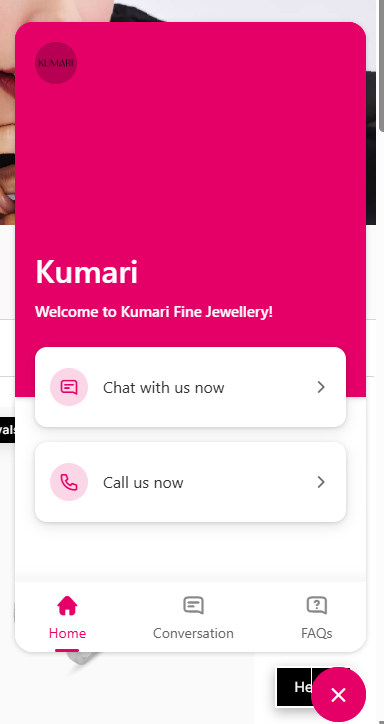 KUMARI
Kumari
Welcome to Kumari Fine Jewellery!
Chat with us now
Call us now
Home
Conversation
FAQs